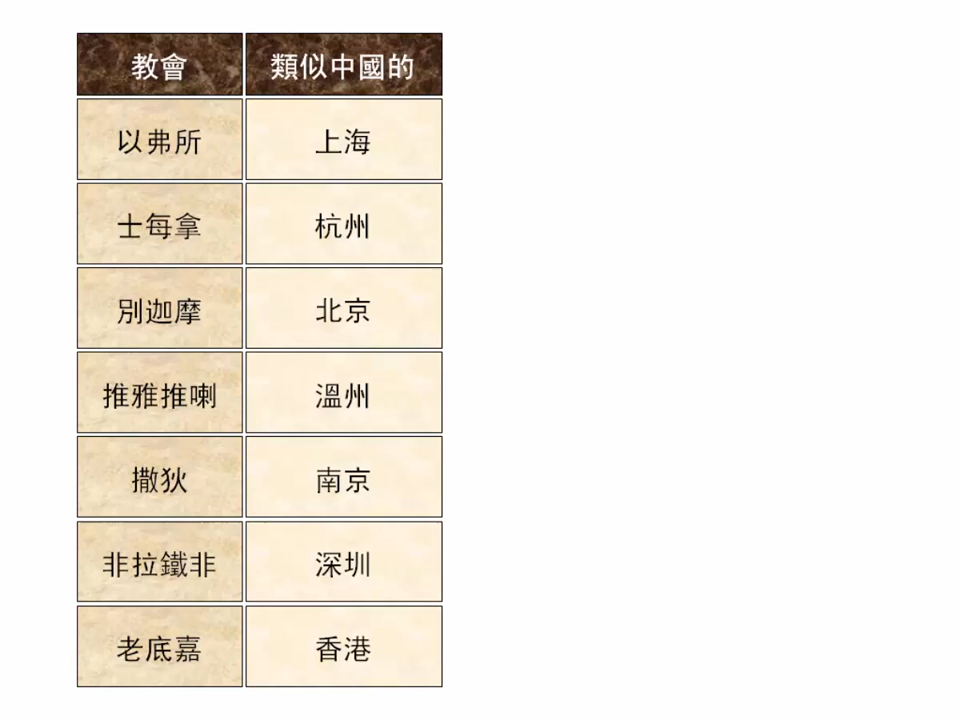 教會 類似中國的
以弗所 上海
士每拿 杭州
別迦摩 北京
推雅推喇 溫州
撒狄 南京
非拉鐵非 深圳
老底嘉 香港